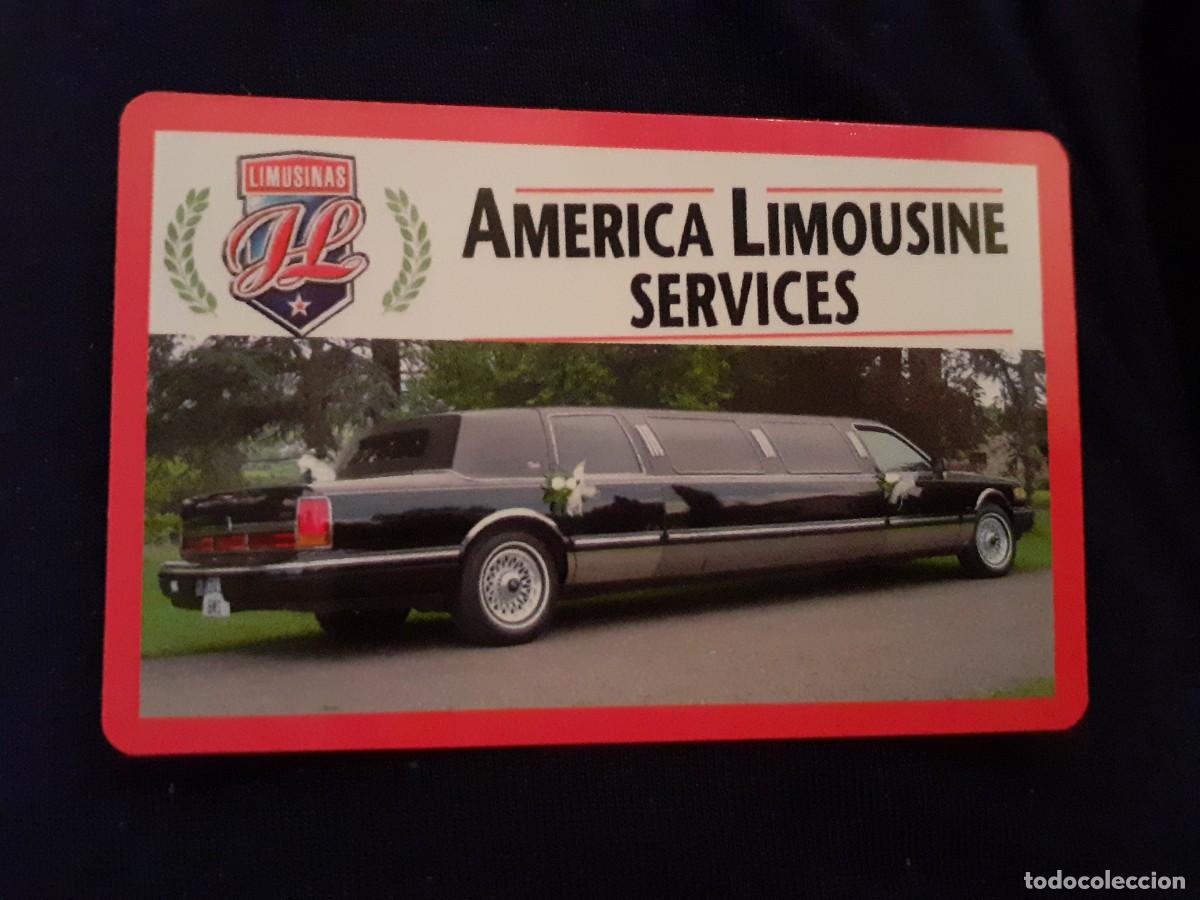 LIMUSINAS
JL
AMERICA LIMOUSINE
SERVICES
todocoleccion